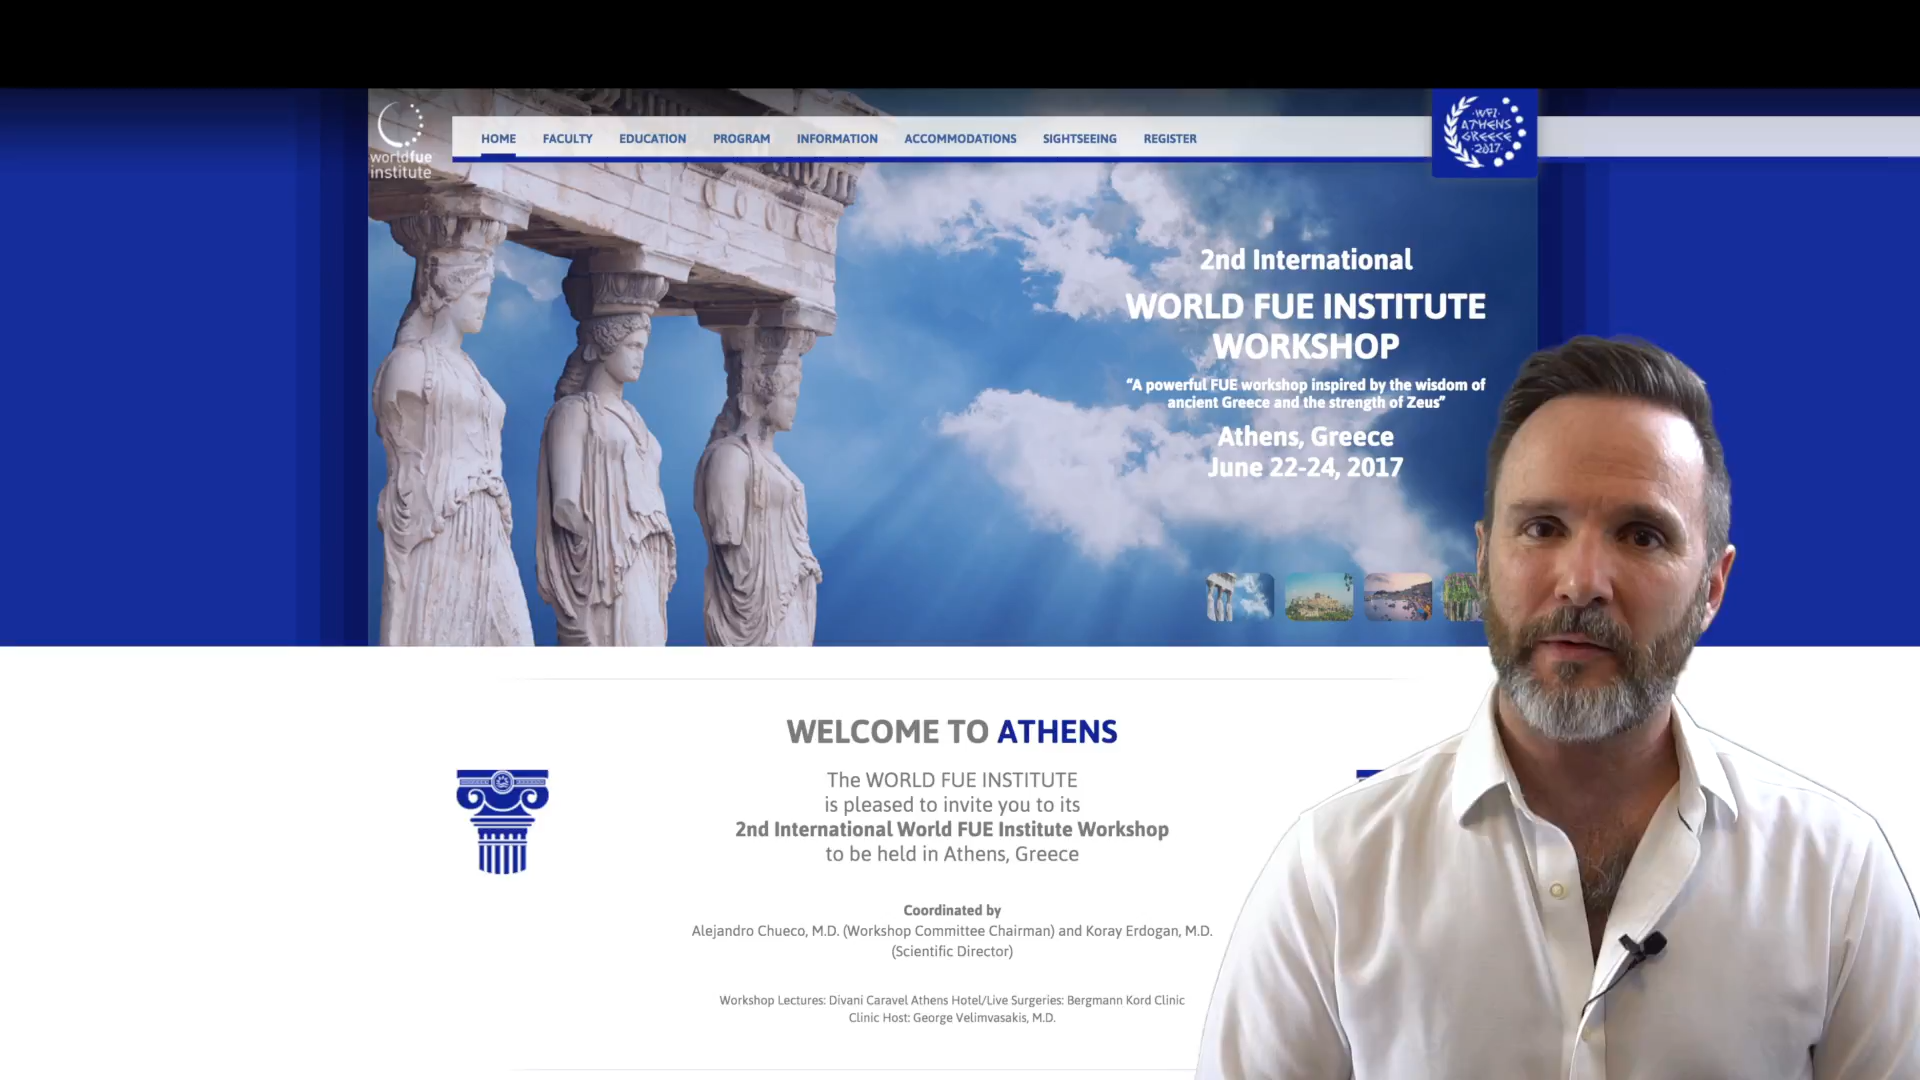 worldfue
institute
HOME FACULTY EDUCATION PROGRAM INFORMATION ACCOMMODATIONS SIGHTSEEING REGISTER
WFI
ATHENS
GREECE
·2017·
2nd International
WORLD FUE INSTITUTE
WORKSHOP
“A powerful FUE workshop inspired by the wisdom of
ancient Greece and the strength of Zeus”
Athens, Greece
June 22-24, 2017
WELCOME TO ATHENS
The WORLD FUE INSTITUTE
is pleased to invite you to its
2nd International World FUE Institute Workshop
to be held in Athens, Greece
Coordinated by
Alejandro Chueco, M.D. (Workshop Committee Chairman) and Koray Erdogan, M.D.
(Scientific Director)
Workshop Lectures: Divani Caravel Athens Hotel/Live Surgeries: Bergmann Kord Clinic
Clinic Host: George Velimvasakis, M.D.